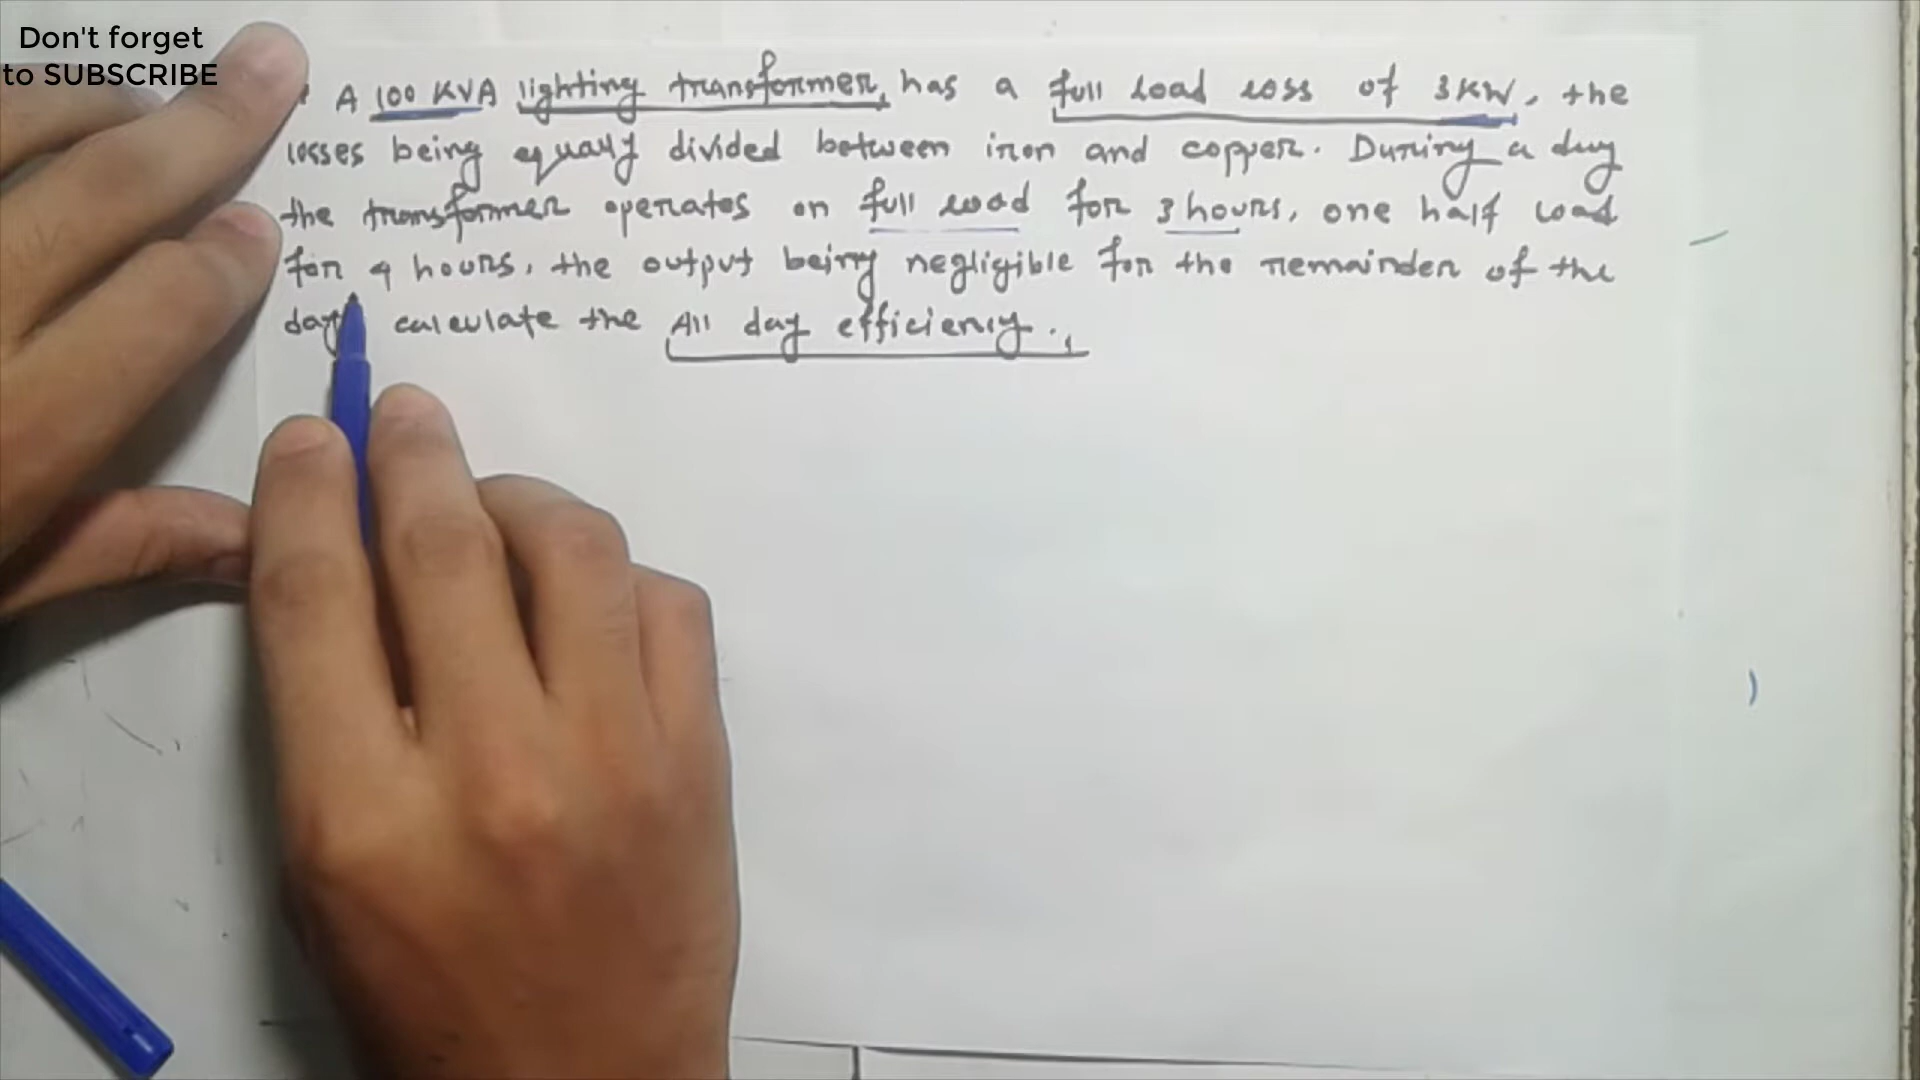 Don't forget
to SUBSCRIBE
A 100 KVA lighting transformer, has a full load loss of 3KW, the
losses being equally divided between iron and copper. During a day
the transformer operates on full load for 3 hours, one half load
for 4 hours, the output being negligible for the remainder of the
day calculate the All day efficiency.